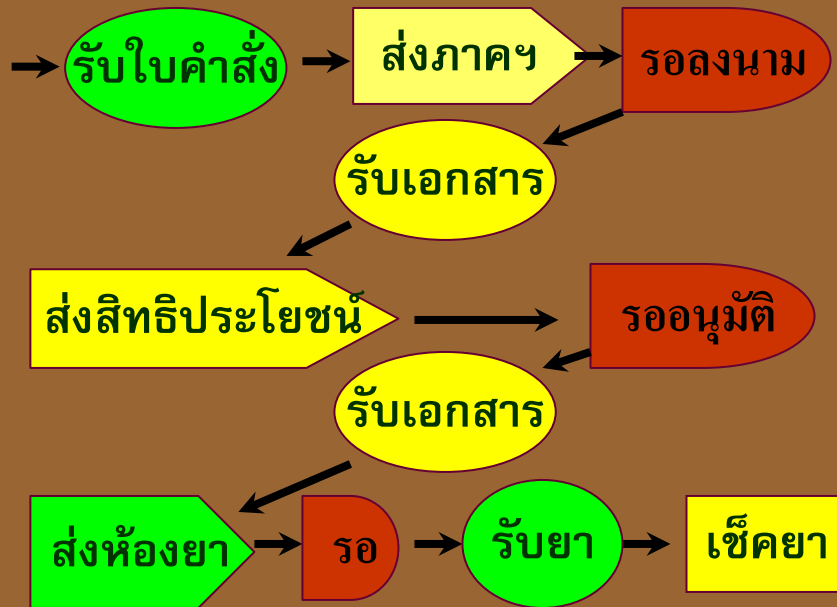 รับใบคำสั่ง
ส่งภาคฯ
รอลงนาม
รับเอกสาร
ส่งสิทธิประโยชน์
รออนุมัติ
รับเอกสาร
ส่งห้องยา
รอ
รับยา
เช็คยา